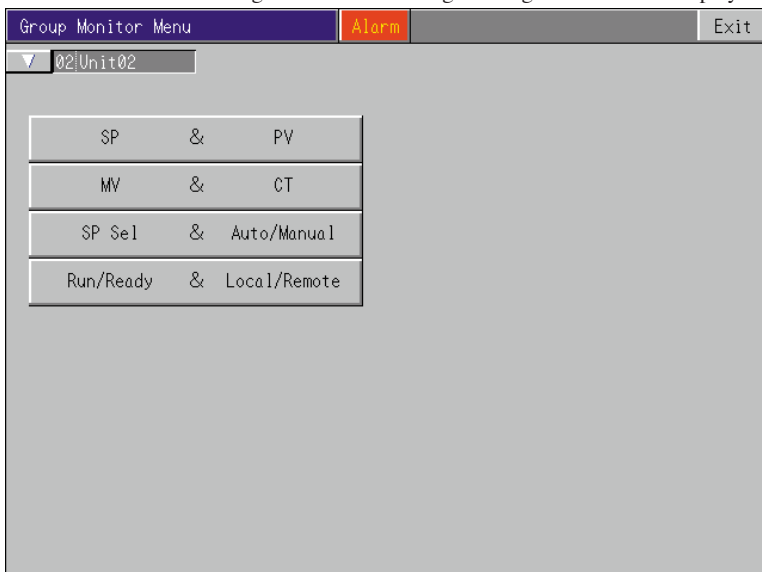 Group Monitor Menu Alarm Exit
02 Unit02
SP & PV
MV & CT
SP Sel & Auto/Manual
Run/Ready & Local/Remote